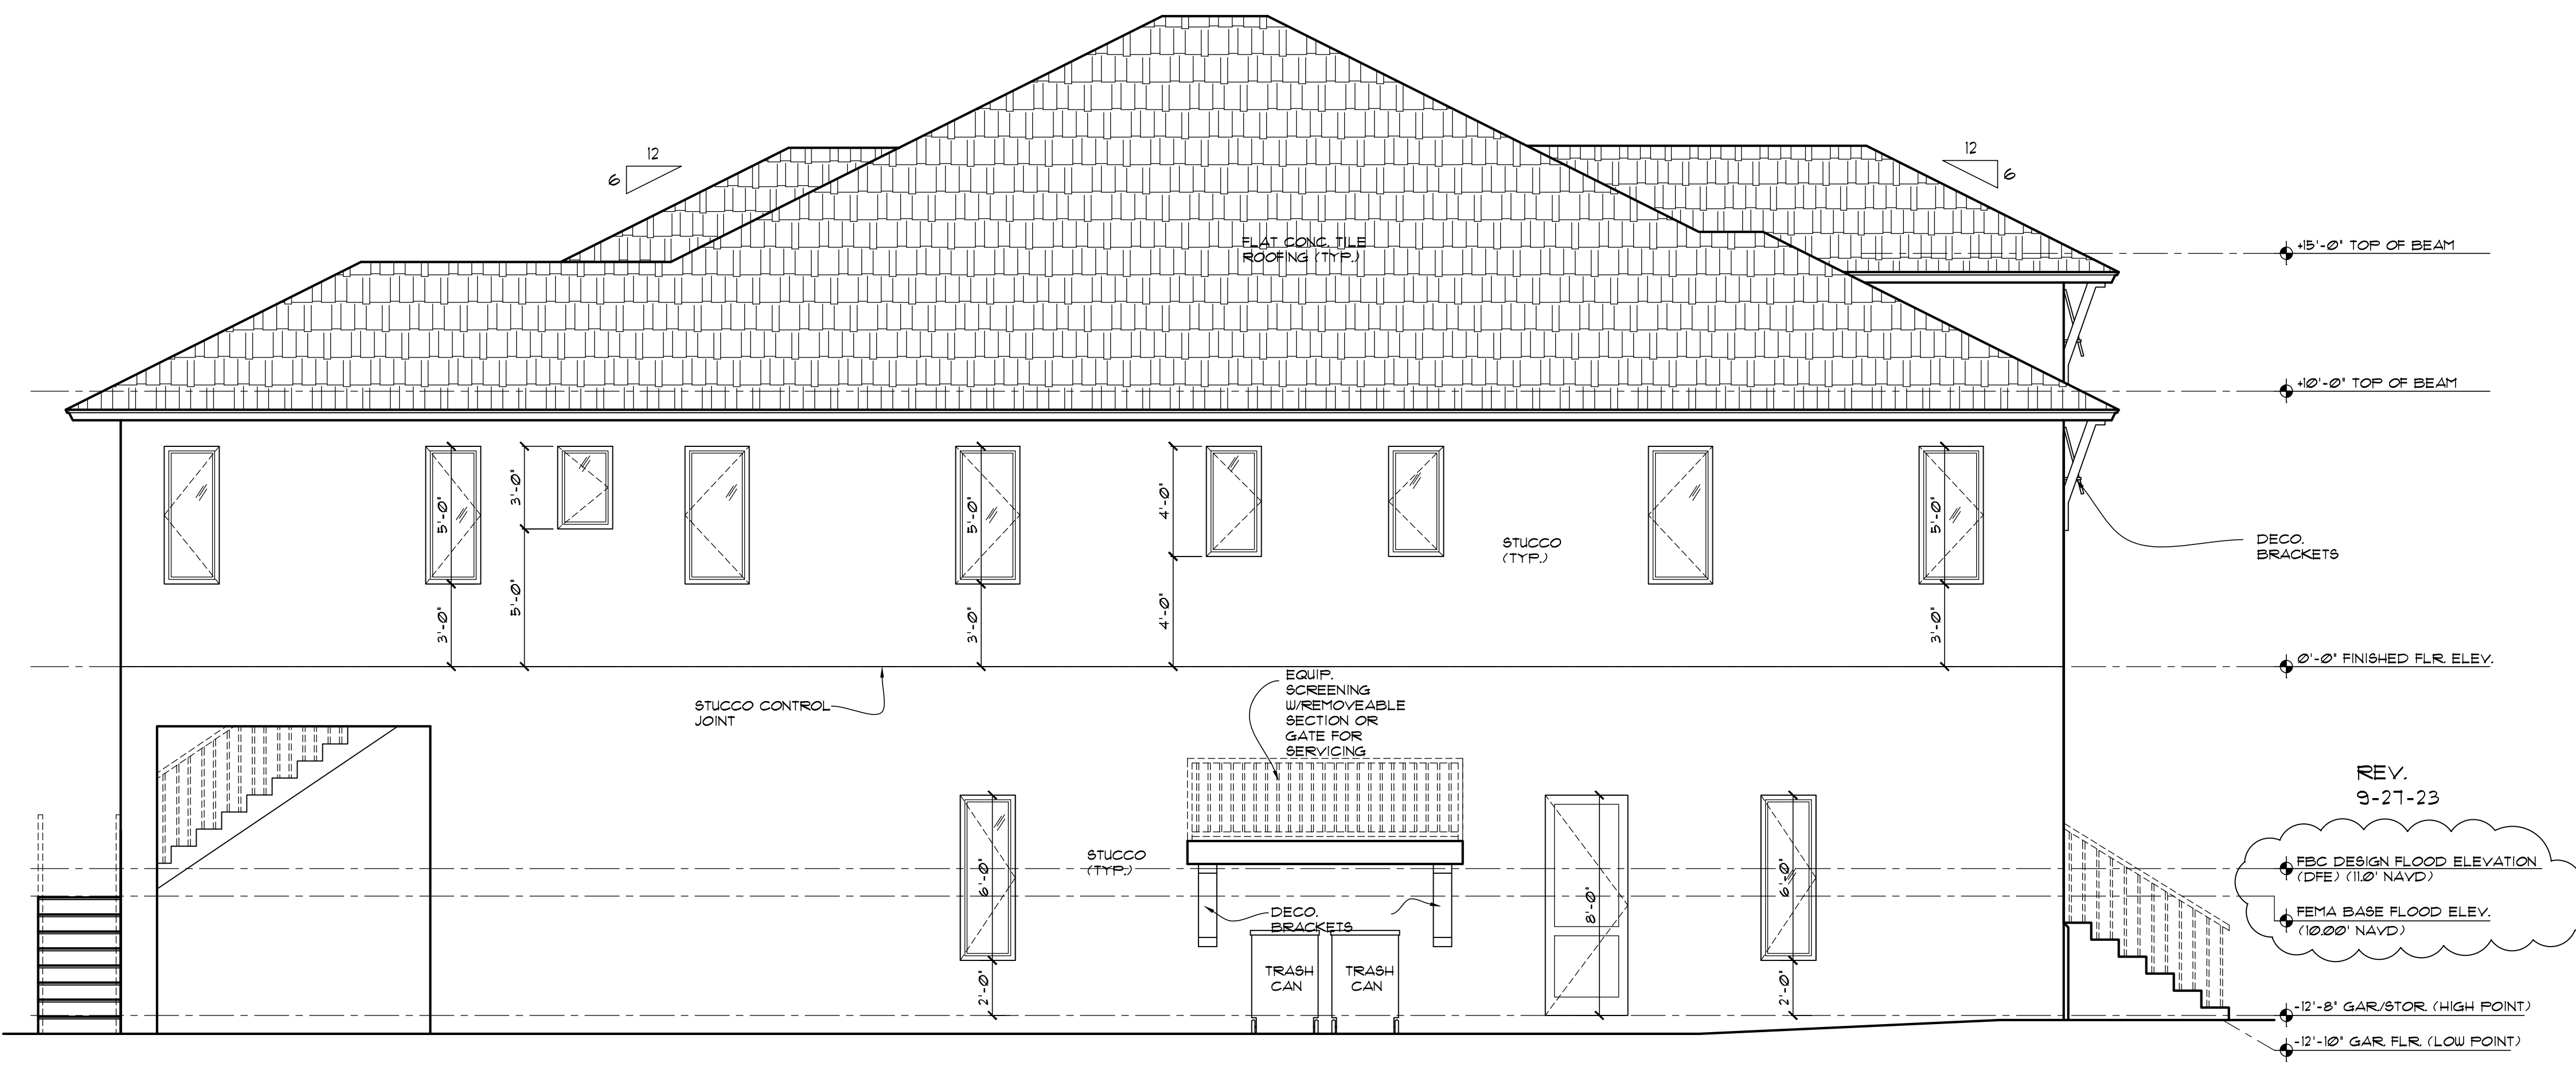 12
6
12
6
FLAT CONC. TILE
ROOFING (TYP.)
+15'-0" TOP OF BEAM
+10'-0" TOP OF BEAM
5'-0"
3'-0"
5'-0"
4'-0"
5'-0"
STUCCO
(TYP.)
DECO.
BRACKETS
3'-0"
5'-0"
3'-0"
4'-0"
3'-0"
0'-0" FINISHED FLR. ELEV.
STUCCO CONTROL
JOINT
EQUIP.
SCREENING
W/REMOVEABLE
SECTION OR
GATE FOR
SERVICING
REV.
9-27-23
STUCCO
(TYP.)
6'-0"
8'-0"
6'-0"
FBC DESIGN FLOOD ELEVATION
(DFE) (11.0' NAVD)
DECO.
BRACKETS
FEMA BASE FLOOD ELEV.
(10.00' NAVD)
TRASH
CAN
TRASH
CAN
2'-0"
2'-0"
-12'-8" GAR./STOR. (HIGH POINT)
-12'-10" GAR. FLR. (LOW POINT)